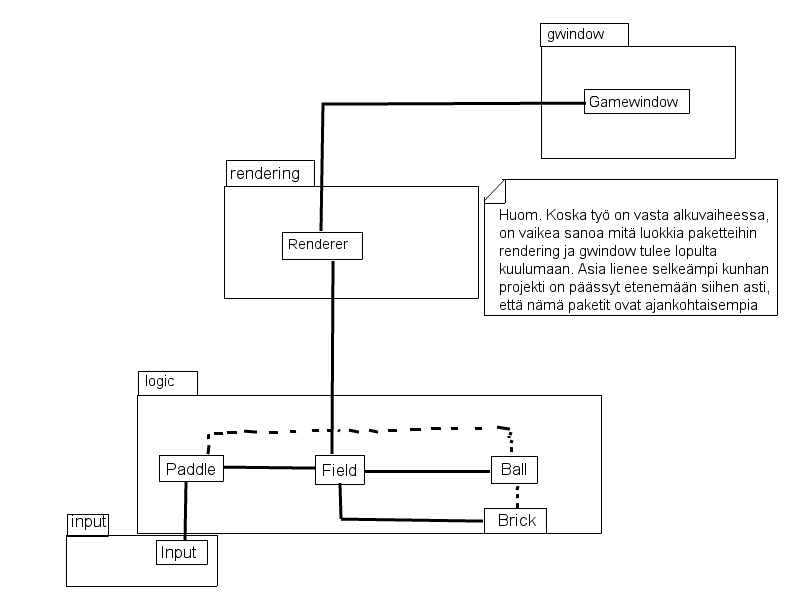 gwindow
Gamewindow
rendering
Renderer
Huom. Koska työ on vasta alkuvaiheessa,
on vaikea sanoa mitä luokkia paketteihin
rendering ja gwindow tulee lopulta
kuulumaan. Asia lienee selkeämpi kunhan
projekti on päässyt etenemään siihen asti,
että nämä paketit ovat ajankohtaisempia
logic
Paddle
Field
Ball
Brick
input
Input